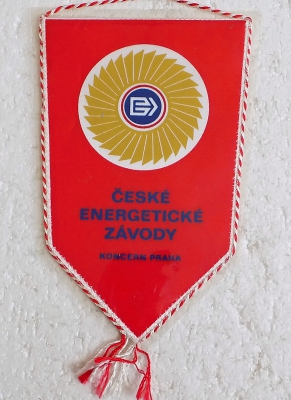 ČESKÉ
ENERGETICKÉ
ZÁVODY
KONCERN PRAHA